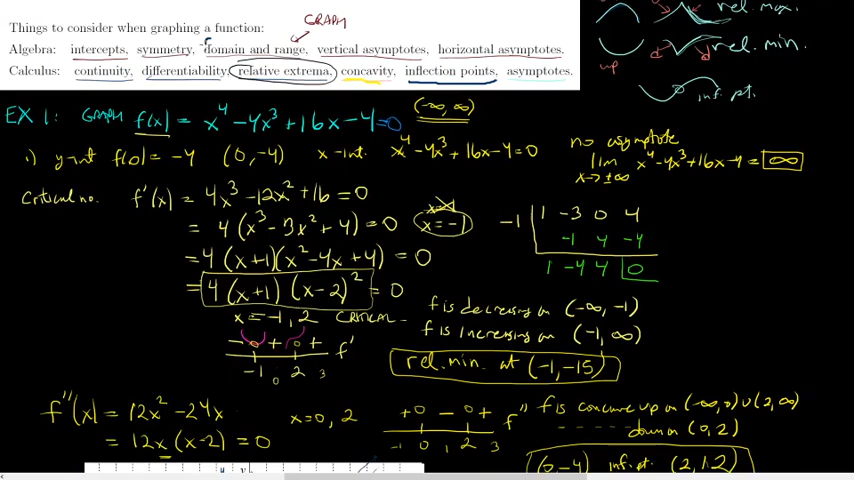 Things to consider when graphing a function:
GRAPH
Algebra: intercepts, symmetry, domain and range, vertical asymptotes, horizontal asymptotes.
Calculus: continuity, differentiability, relative extrema, concavity, inflection points, asymptotes.
rel. max.
rel. min.
up
inf. pt.
EX 1: GRAPH f(x) = x⁴ -4x³ +16x -4 =0
(-∞, ∞)
1) y-int f(0) = -4 (0, -4) x-int. x⁴ -4x³ +16x -4 =0
no asymptote
lim x→±∞ x⁴ -4x³ +16x -4 = ∞
Critical no. f'(x) = 4x³ -12x² +16 =0
= 4(x³ -3x² +4) =0
x = -1
-1 1 -3 0 4
-1 4 -4
1 -4 4 0
= 4(x+1)(x² -4x +4) =0
= 4(x+1)(x-2)² =0
x = -1, 2 CRITICAL
f is decreasing on (-∞, -1)
f is increasing on (-1, ∞)
- 0 + 0 + f'
-1 0 2 3
rel. min. at (-1, -15)
f''(x) = 12x² -24x
= 12x(x-2) =0
x = 0, 2
+ 0 - 0 + f''
-1 0 1 2 3
f is concave up on (-∞, 0) ∪ (2, ∞)
down on (0, 2)
(0, -4) inf. pt. (2, 12)
y